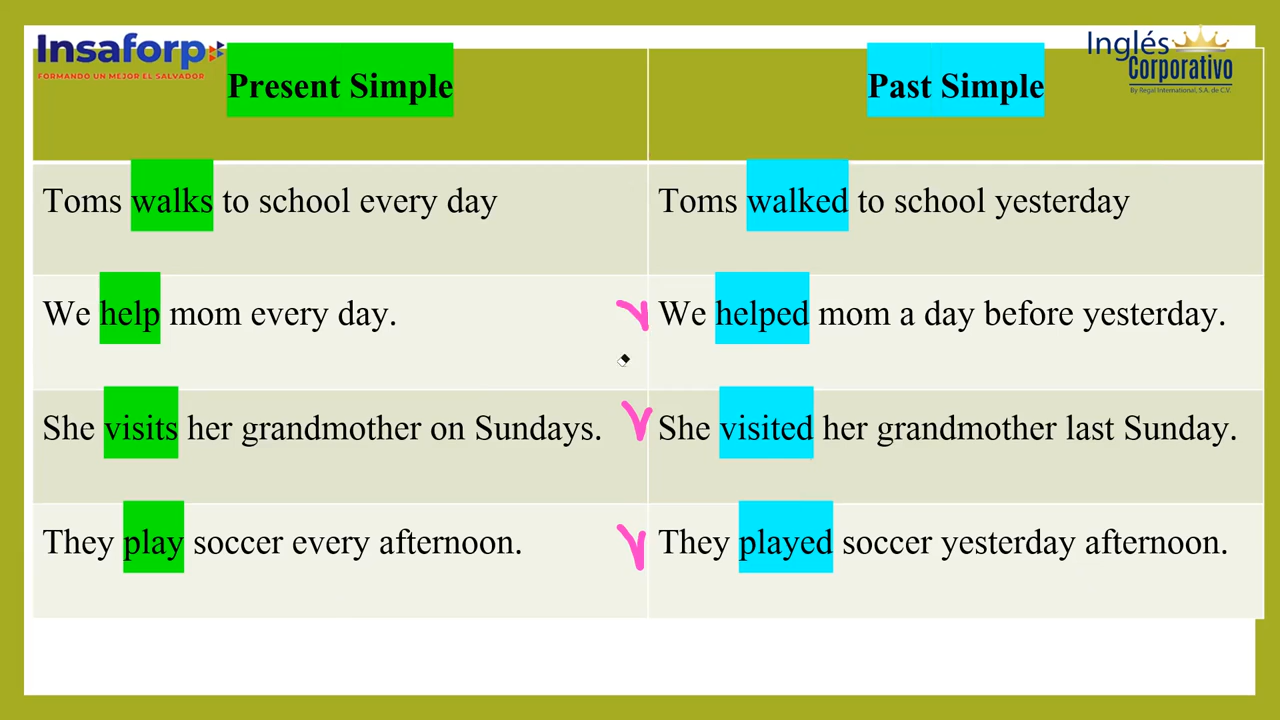 Insaforp
FORMANDO UN MEJOR EL SALVADOR
Inglés
Corporativo
By Regal International, S.A. de C.V.
Present Simple
Past Simple
Toms walks to school every day
Toms walked to school yesterday
We help mom every day.
We helped mom a day before yesterday.
She visits her grandmother on Sundays.
She visited her grandmother last Sunday.
They play soccer every afternoon.
They played soccer yesterday afternoon.